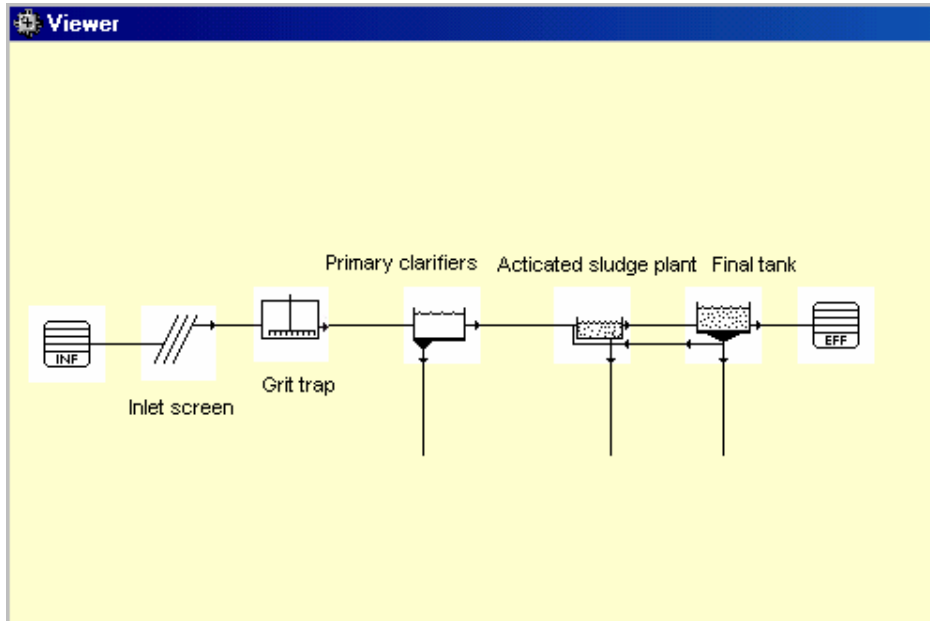 Viewer
Primary clarifiers
Acticated sludge plant
Final tank
INF
EFF
Grit trap
Inlet screen